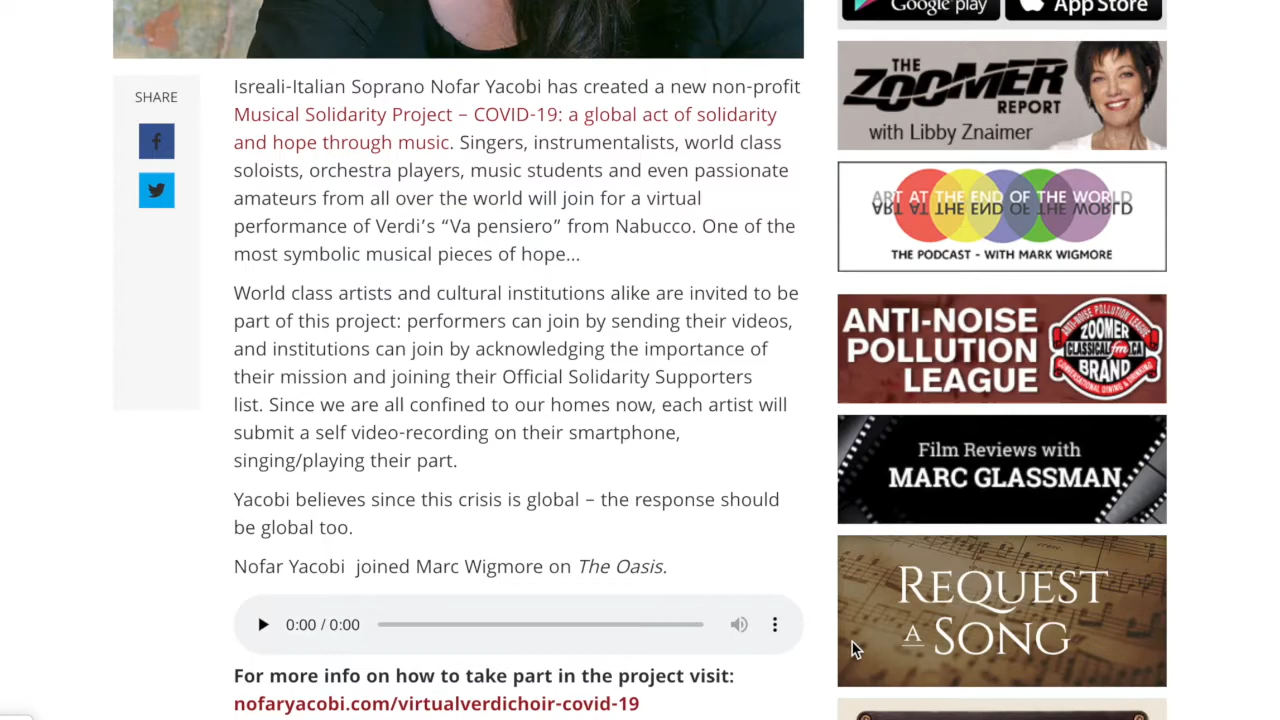 Google play
App Store
SHARE
Isreali-Italian Soprano Nofar Yacobi has created a new non-profit
Musical Solidarity Project – COVID-19: a global act of solidarity
and hope through music. Singers, instrumentalists, world class
soloists, orchestra players, music students and even passionate
amateurs from all over the world will join for a virtual
performance of Verdi's “Va pensiero” from Nabucco. One of the
most symbolic musical pieces of hope…
World class artists and cultural institutions alike are invited to be
part of this project: performers can join by sending their videos,
and institutions can join by acknowledging the importance of
their mission and joining their Official Solidarity Supporters
list. Since we are all confined to our homes now, each artist will
submit a self video-recording on their smartphone,
singing/playing their part.
Yacobi believes since this crisis is global – the response should
be global too.
Nofar Yacobi joined Marc Wigmore on The Oasis.
0:00 / 0:00
For more info on how to take part in the project visit:
nofaryacobi.com/virtualverdichoir-covid-19
THE
ZOOMER
REPORT
with Libby Znaimer
ART AT THE END OF THE WORLD
ART AT THE END OF THE WORLD
THE PODCAST - WITH MARK WIGMORE
ANTI-NOISE
POLLUTION
LEAGUE
ANTI-NOISE POLLUTION LEAGUE
ZOOMER
CLASSICALfm.CA
BRAND
CONVERSATIONAL DINING & DRINKING
Film Reviews with
MARC GLASSMAN
REQUEST
A SONG